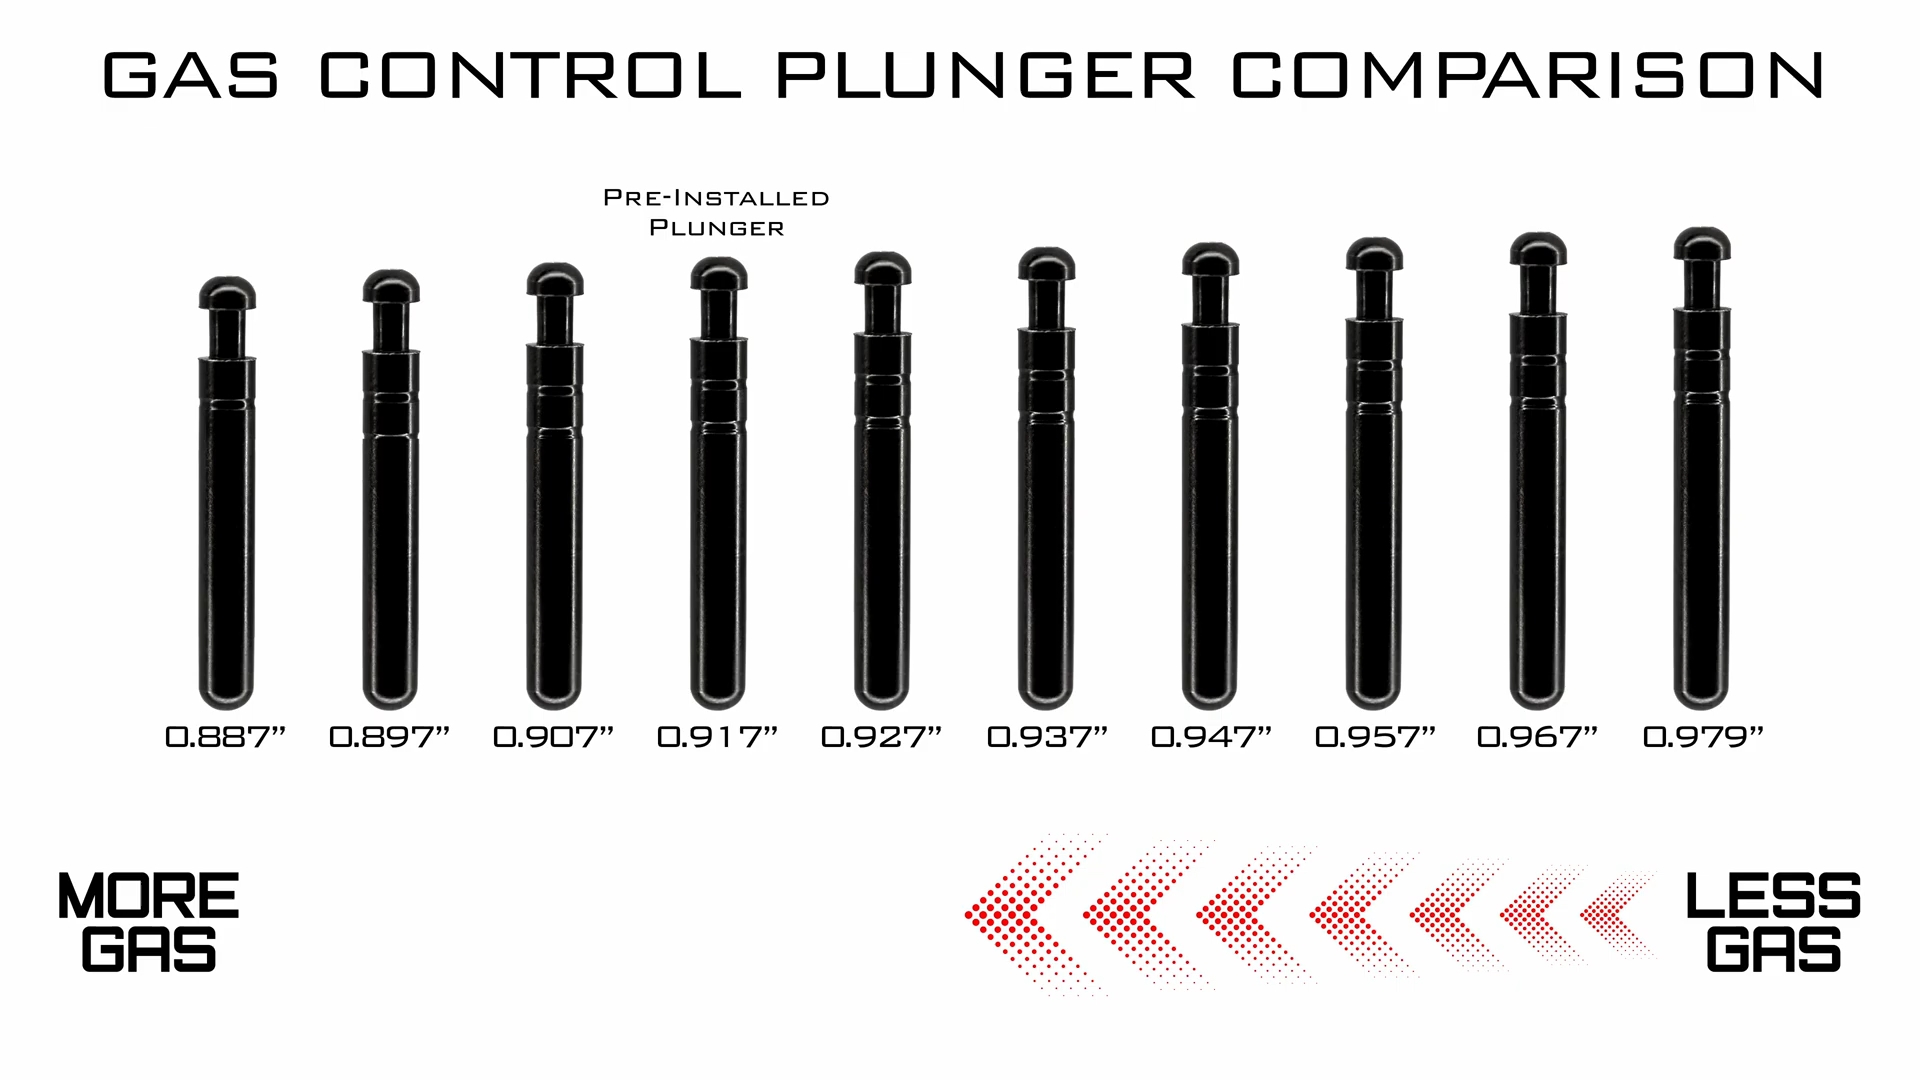 GAS CONTROL PLUNGER COMPARISON
Pre-Installed
Plunger
0.887” 0.897” 0.907” 0.917” 0.927” 0.937” 0.947” 0.957” 0.967” 0.979”
MORE
GAS
LESS
GAS